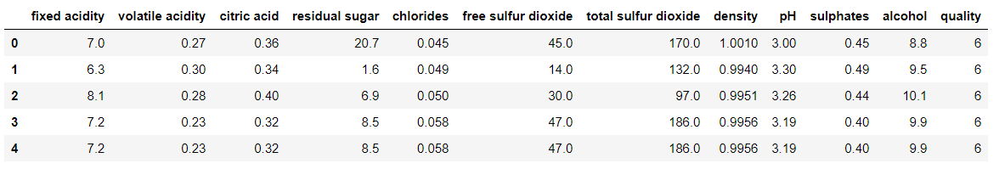 fixed acidity volatile acidity citric acid residual sugar chlorides free sulfur dioxide total sulfur dioxide density pH sulphates alcohol quality
0 7.0 0.27 0.36 20.7 0.045 45.0 170.0 1.0010 3.00 0.45 8.8 6
1 6.3 0.30 0.34 1.6 0.049 14.0 132.0 0.9940 3.30 0.49 9.5 6
2 8.1 0.28 0.40 6.9 0.050 30.0 97.0 0.9951 3.26 0.44 10.1 6
3 7.2 0.23 0.32 8.5 0.058 47.0 186.0 0.9956 3.19 0.40 9.9 6
4 7.2 0.23 0.32 8.5 0.058 47.0 186.0 0.9956 3.19 0.40 9.9 6